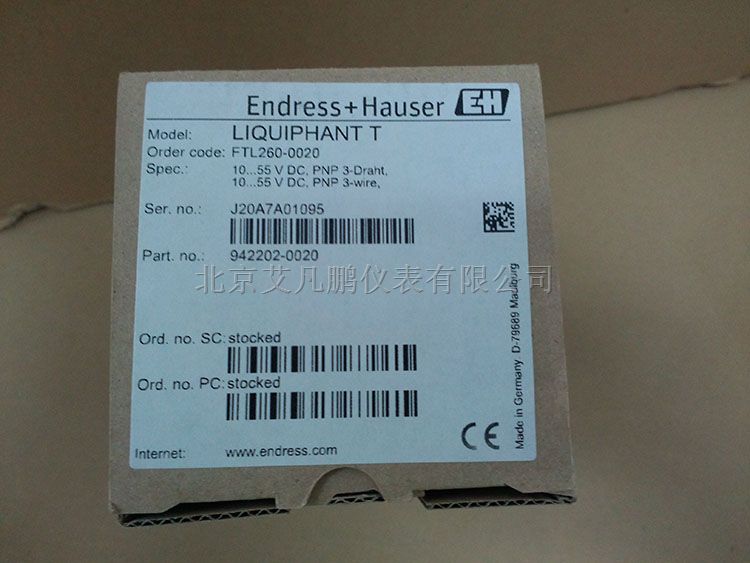 Endress+Hauser EH
Model: LIQUIPHANT T
Order code: FTL260-0020
Spec.: 10...55 V DC, PNP 3-Draht,
10...55 V DC, PNP 3-wire,
Ser. no.: J20A7A01095
Part. no.: 942202-0020
北京艾凡鹏仪表有限公司
Ord. no. SC: stocked
Ord. no. PC: stocked
Internet: www.endress.com
CE
Made in Germany D-79689 Maulburg